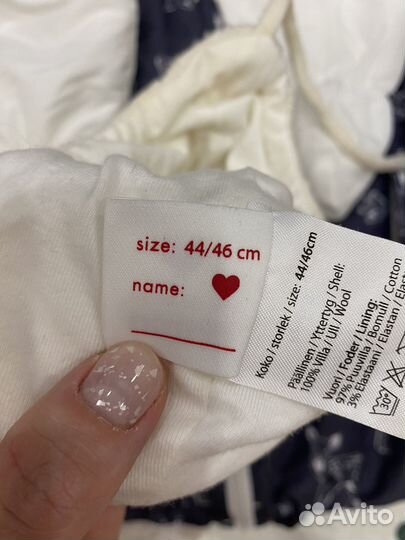 size: 44/46 cm
name:
Koko / storlek / size: 44/46cm
Päällinen / Yttertyg / Shell:
100% Villa / Ull / Wool
Vuori / Foder / Lining:
97% Puuvilla / Bomull / Cotton
3% Elastaani / Elastan /
30°
Avito